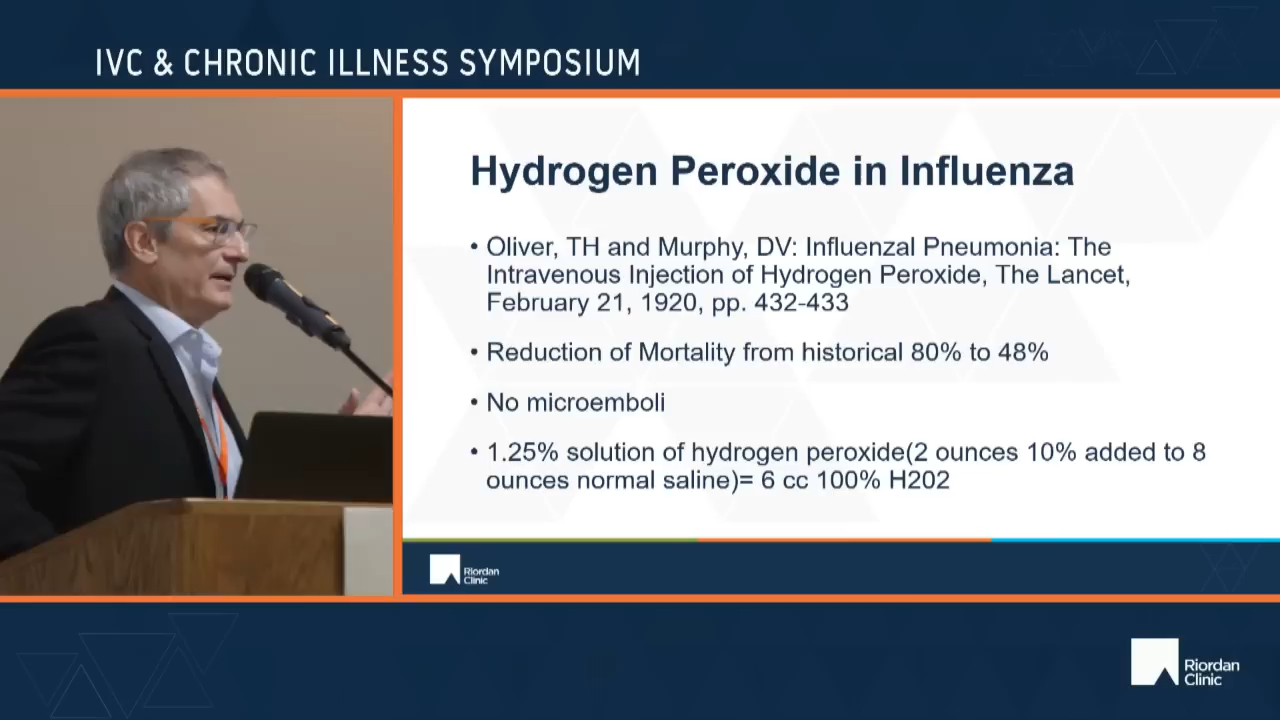 IVC & CHRONIC ILLNESS SYMPOSIUM
Hydrogen Peroxide in Influenza
• Oliver, TH and Murphy, DV: Influenzal Pneumonia: The
Intravenous Injection of Hydrogen Peroxide, The Lancet,
February 21, 1920, pp. 432-433
• Reduction of Mortality from historical 80% to 48%
• No microemboli
• 1.25% solution of hydrogen peroxide(2 ounces 10% added to 8
ounces normal saline)= 6 cc 100% H202
Riordan
Clinic
Riordan
Clinic